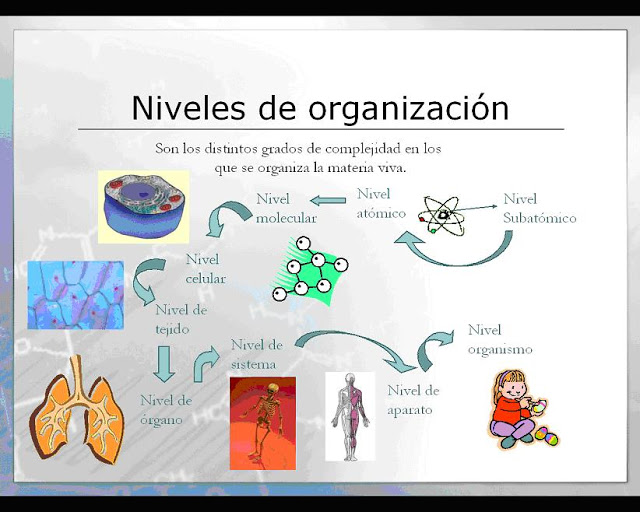 Niveles de organización
Son los distintos grados de complejidad en los
que se organiza la materia viva.
Nivel
Subatómico
Nivel
atómico
Nivel
molecular
Nivel
celular
Nivel de
tejido
Nivel de
órgano
Nivel de
sistema
Nivel de
aparato
Nivel
organismo